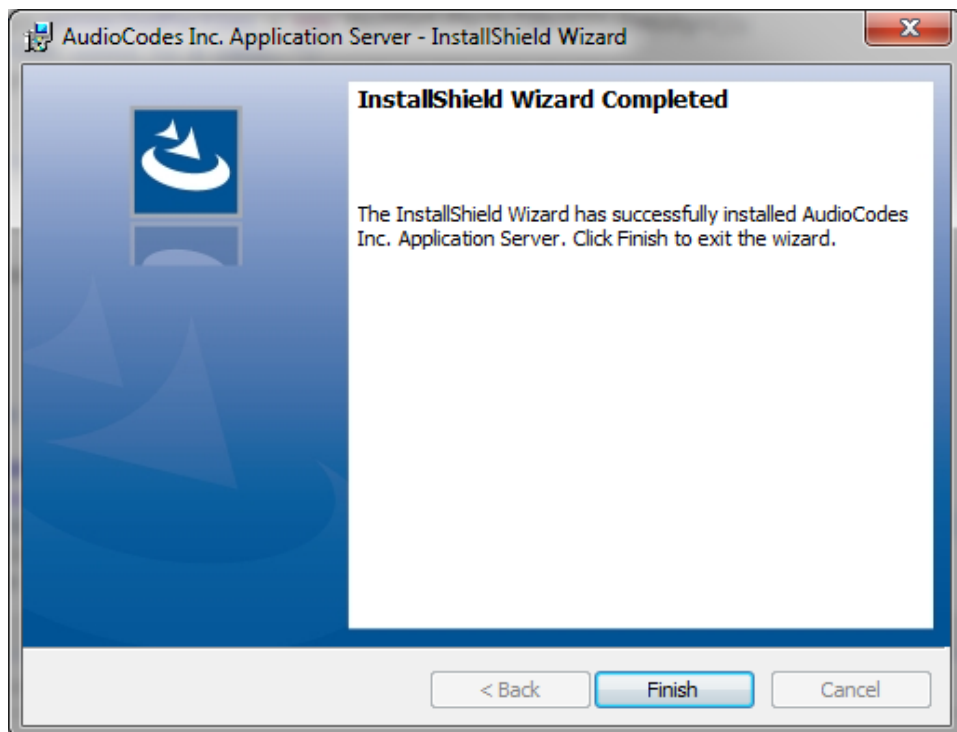 AudioCodes Inc. Application Server - InstallShield Wizard
InstallShield Wizard Completed
The InstallShield Wizard has successfully installed AudioCodes
Inc. Application Server. Click Finish to exit the wizard.
< Back Finish Cancel